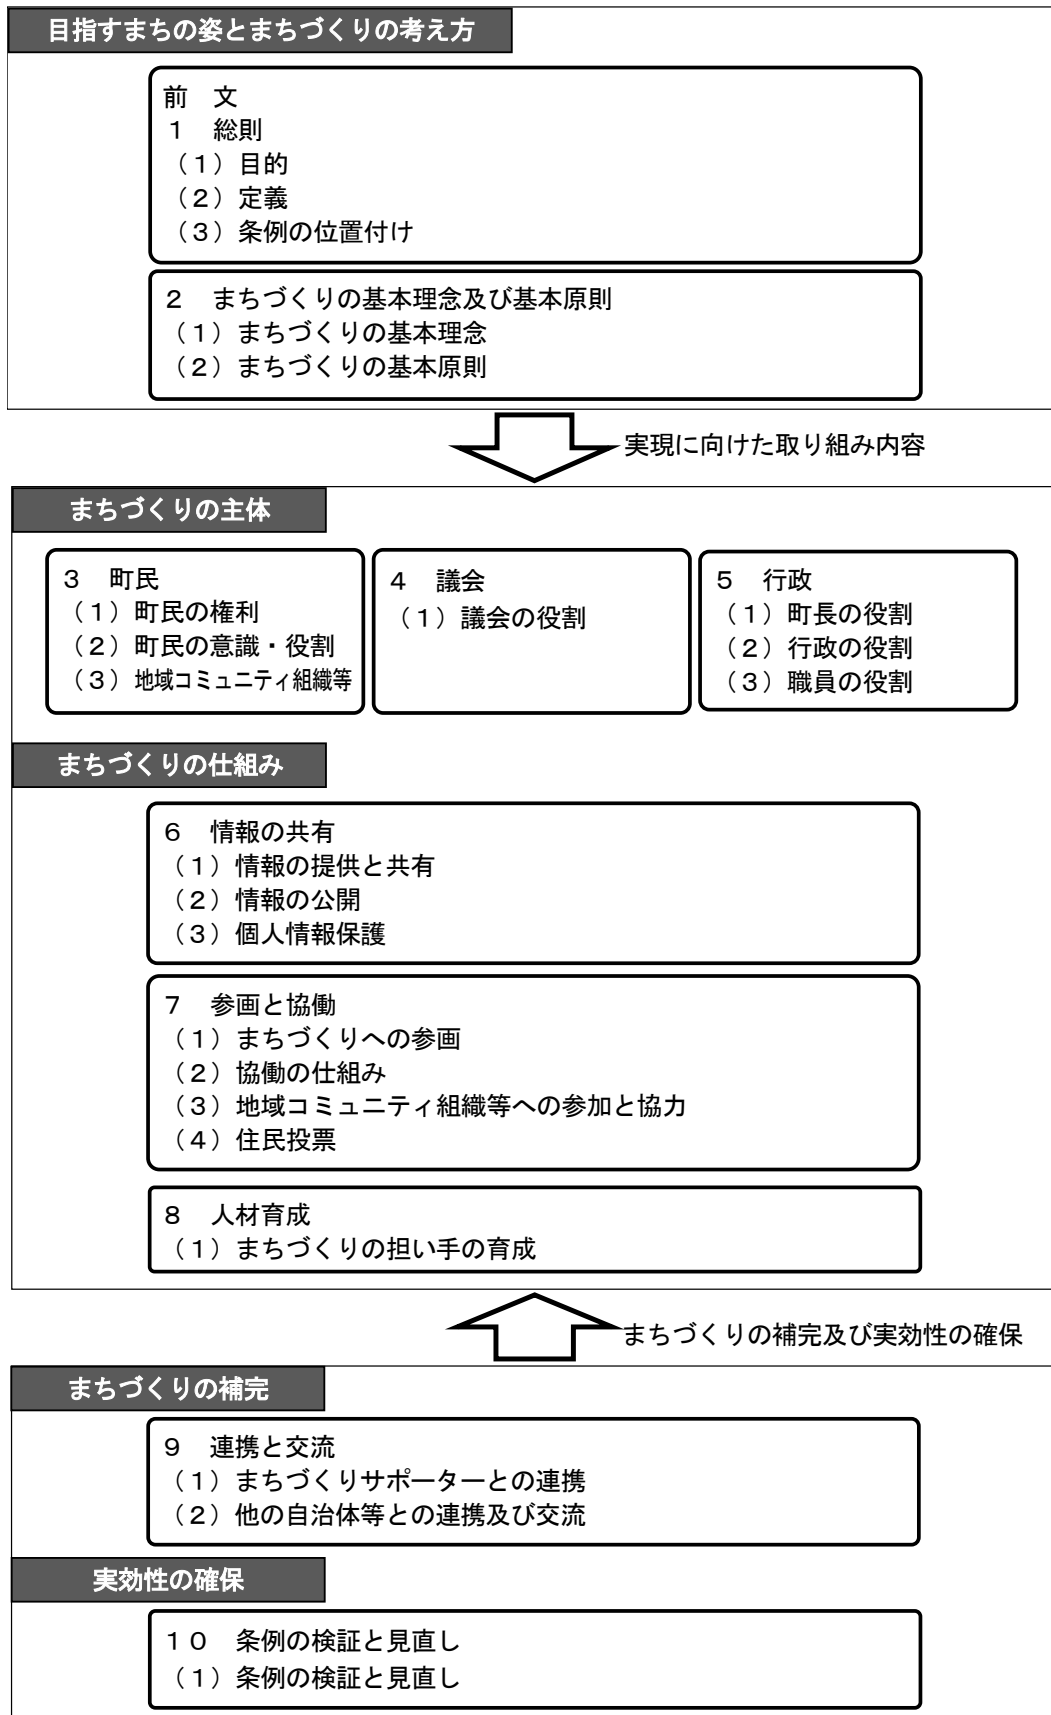 目指すまちの姿とまちづくりの考え方
前　文
１　総則
（１）目的
（２）定義
（３）条例の位置付け
２　まちづくりの基本理念及び基本原則
（１）まちづくりの基本理念
（２）まちづくりの基本原則
実現に向けた取り組み内容
まちづくりの主体
３　町民
（１）町民の権利
（２）町民の意識・役割
（３）地域コミュニティ組織等
４　議会
（１）議会の役割
５　行政
（１）町長の役割
（２）行政の役割
（３）職員の役割
まちづくりの仕組み
６　情報の共有
（１）情報の提供と共有
（２）情報の公開
（３）個人情報保護
７　参画と協働
（１）まちづくりへの参画
（２）協働の仕組み
（３）地域コミュニティ組織等への参加と協力
（４）住民投票
８　人材育成
（１）まちづくりの担い手の育成
まちづくりの補完及び実効性の確保
まちづくりの補完
９　連携と交流
（１）まちづくりサポーターとの連携
（２）他の自治体等との連携及び交流
実効性の確保
１０　条例の検証と見直し
（１）条例の検証と見直し